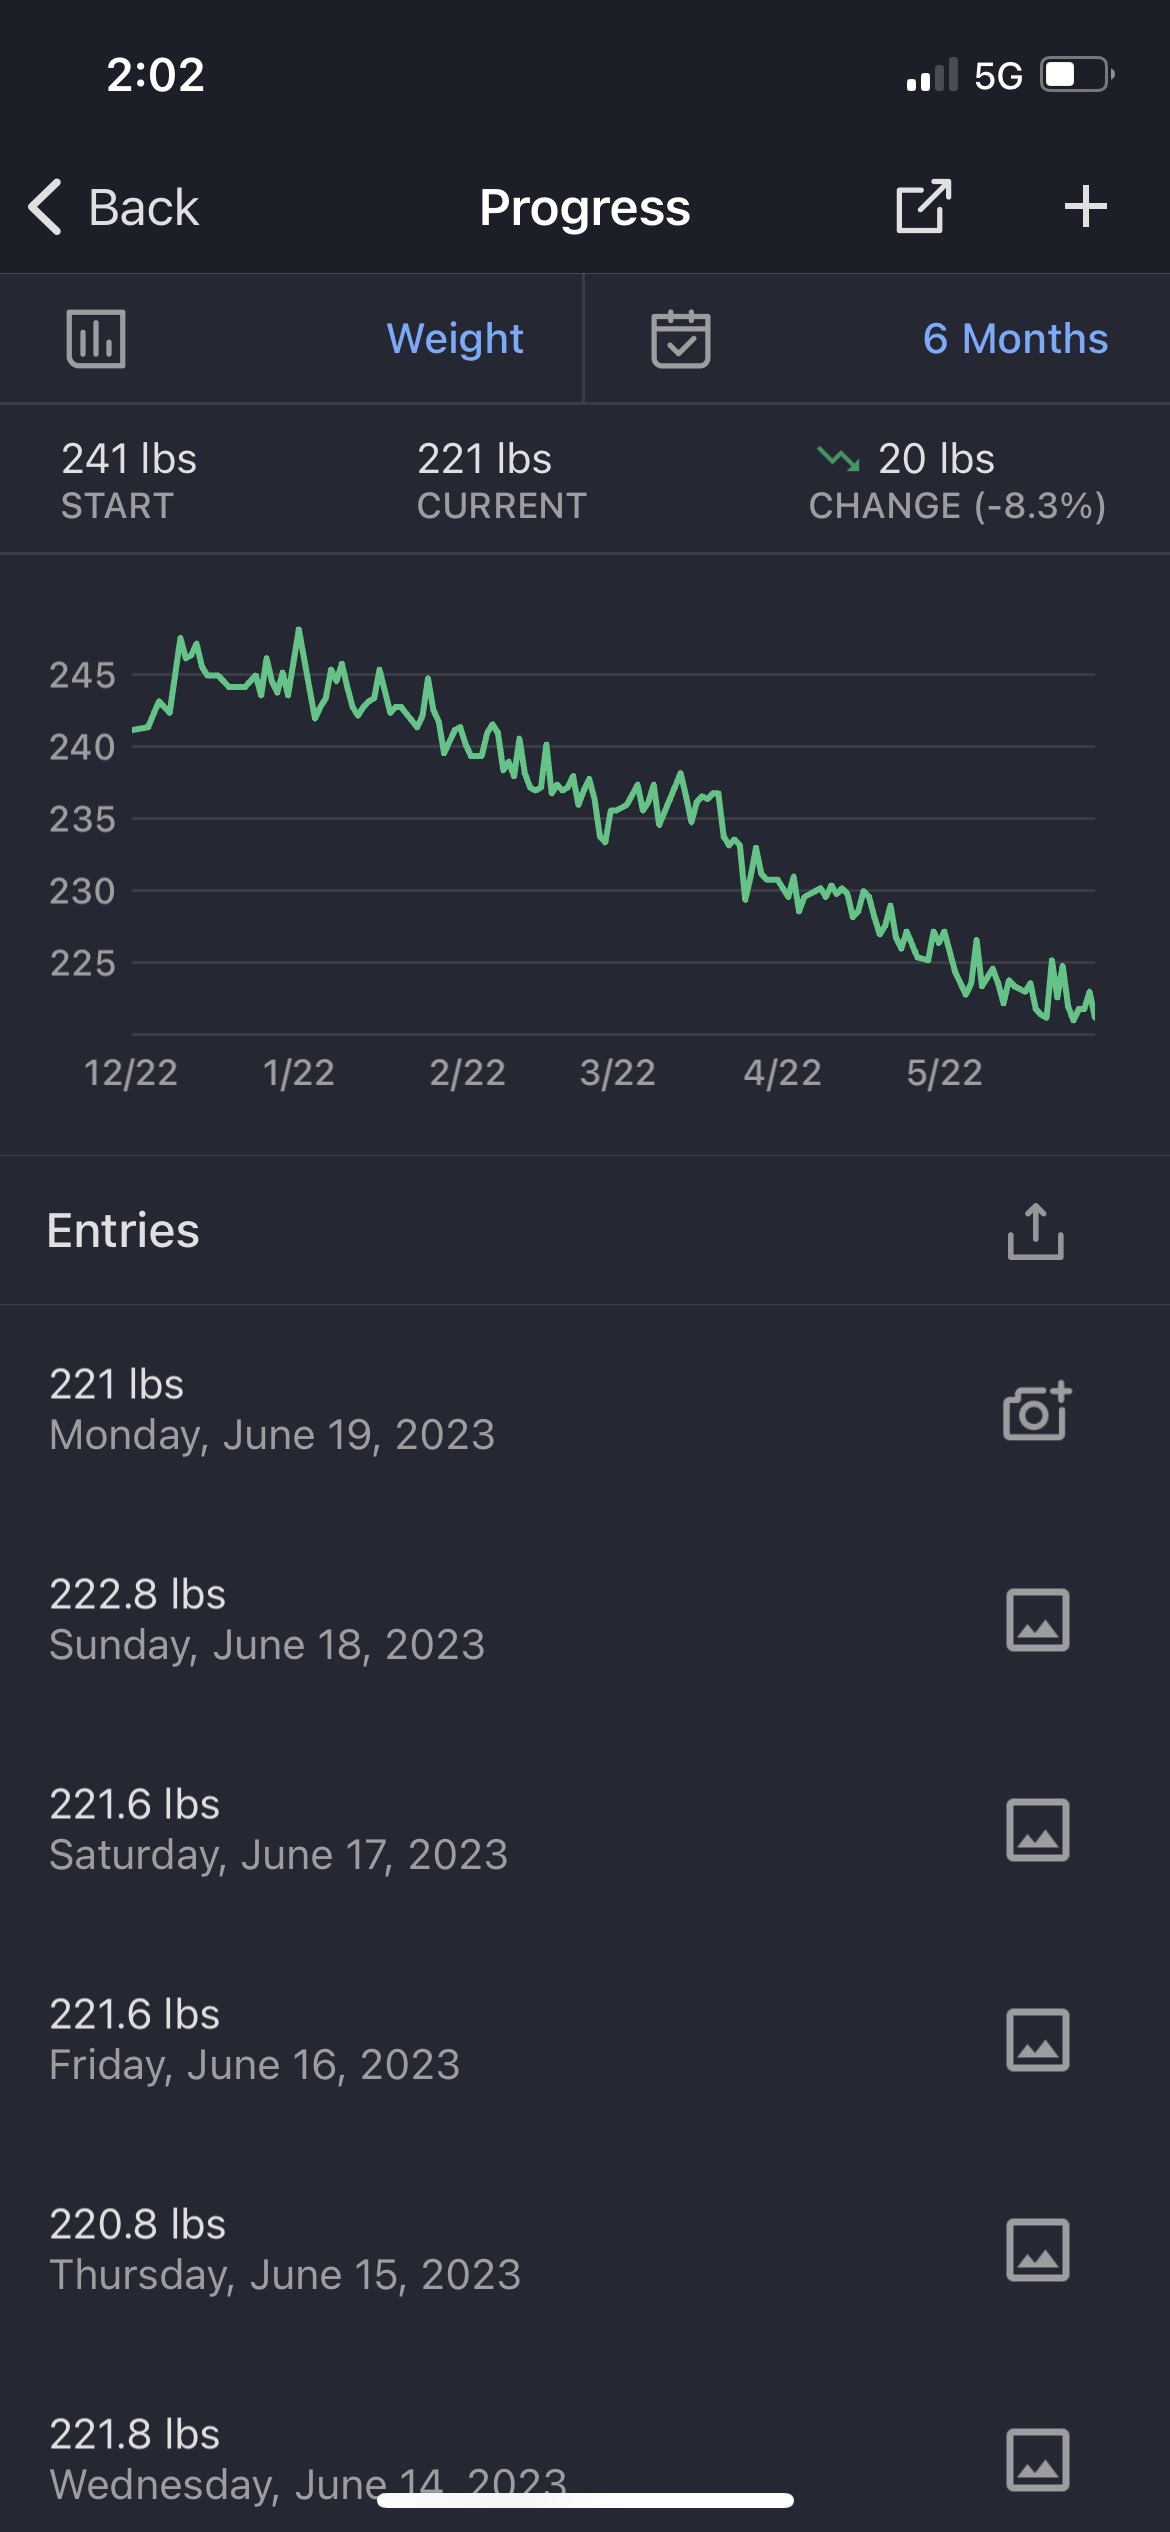 2:02 5G
Back Progress
Weight 6 Months
241 lbs 221 lbs 20 lbs
START CURRENT CHANGE (-8.3%)
245
240
235
230
225
12/22 1/22 2/22 3/22 4/22 5/22
Entries
221 lbs
Monday, June 19, 2023
222.8 lbs
Sunday, June 18, 2023
221.6 lbs
Saturday, June 17, 2023
221.6 lbs
Friday, June 16, 2023
220.8 lbs
Thursday, June 15, 2023
221.8 lbs
Wednesday, June 14, 2023